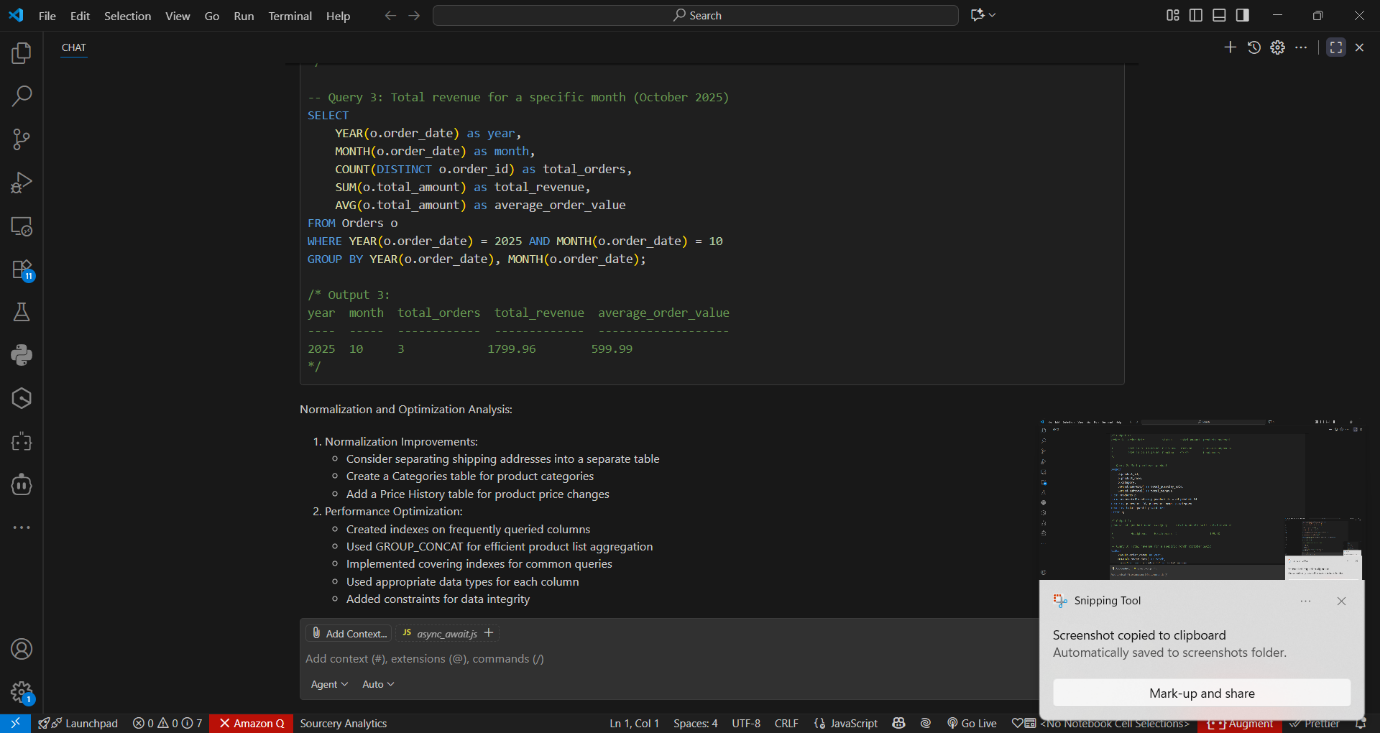 File Edit Selection View Go Run Terminal Help
Search
CHAT
-- Query 3: Total revenue for a specific month (October 2025)
SELECT
YEAR(o.order_date) as year,
MONTH(o.order_date) as month,
COUNT(DISTINCT o.order_id) as total_orders,
SUM(o.total_amount) as total_revenue,
AVG(o.total_amount) as average_order_value
FROM Orders o
WHERE YEAR(o.order_date) = 2025 AND MONTH(o.order_date) = 10
GROUP BY YEAR(o.order_date), MONTH(o.order_date);
/* Output 3:
year month total_orders total_revenue average_order_value
---- ----- ------------ ------------- -------------------
2025 10 3 1799.96 599.99
*/
Normalization and Optimization Analysis:
1. Normalization Improvements:
Consider separating shipping addresses into a separate table
Create a Categories table for product categories
Add a Price History table for product price changes
2. Performance Optimization:
Created indexes on frequently queried columns
Used GROUP_CONCAT for efficient product list aggregation
Implemented covering indexes for common queries
Used appropriate data types for each column
Added constraints for data integrity
Add Context... JS async_await.js +
Add context (#), extensions (@), commands (/)
Agent Auto
11
1
Snipping Tool
Screenshot copied to clipboard
Automatically saved to screenshots folder.
Mark-up and share
Launchpad 0 0 7 Amazon Q Sourcery Analytics Ln 1, Col 1 Spaces: 4 UTF-8 CRLF {} JavaScript Go Live <No Notebook Cell Selections> Augment Prettier